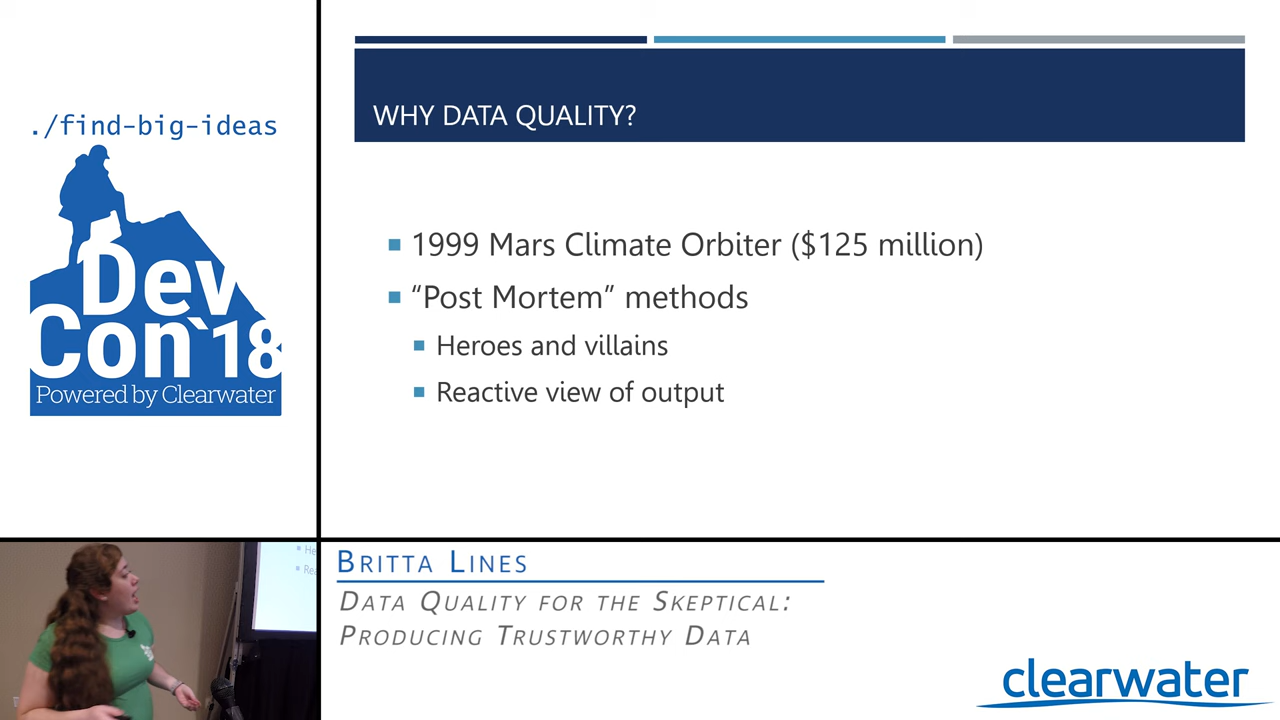 ./find-big-ideas
Dev
Con`18
Powered by Clearwater
WHY DATA QUALITY?
1999 Mars Climate Orbiter ($125 million)
“Post Mortem” methods
Heroes and villains
Reactive view of output
He
Rea
BRITTA LINES
DATA QUALITY FOR THE SKEPTICAL:
PRODUCING TRUSTWORTHY DATA
clearwater